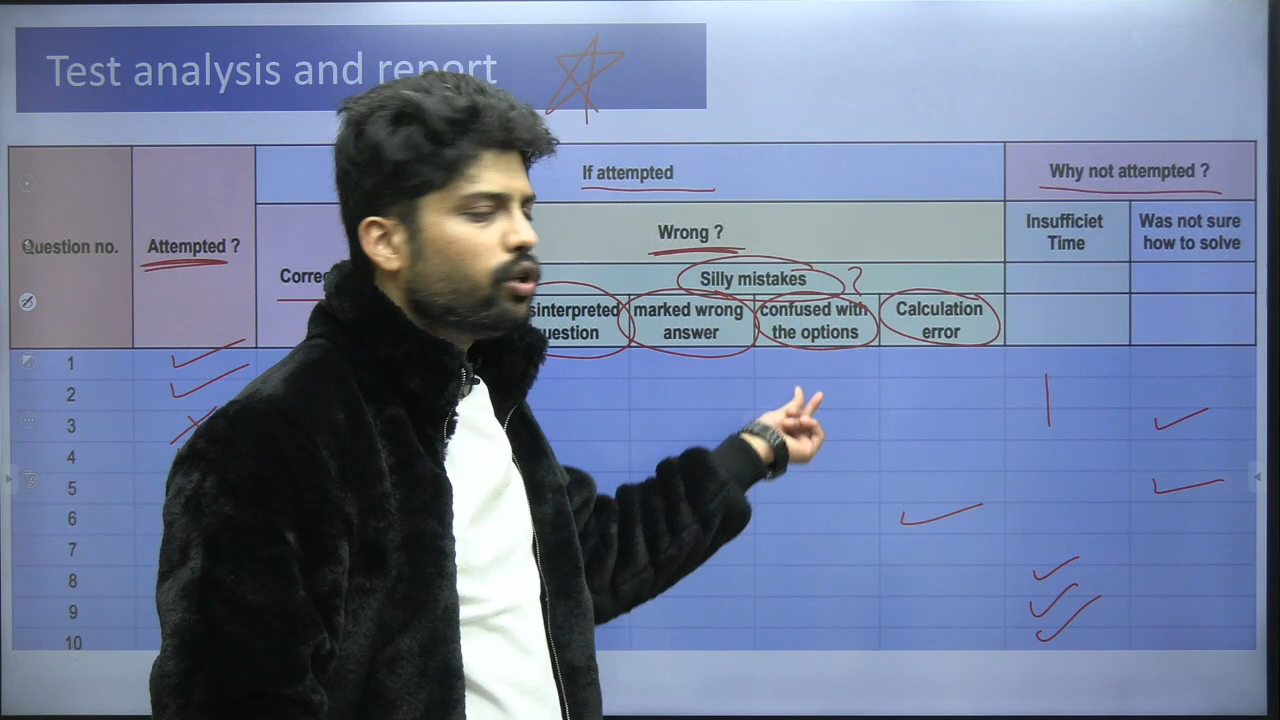 Test analysis and report
If attempted
Why not attempted ?
Question no.
Attempted ?
Wrong ?
Insufficiet
Time
Was not sure
how to solve
Silly mistakes ?
marked wrong
answer
confused with
the options
Calculation
error
1
2
3
4
5
6
7
8
9
10